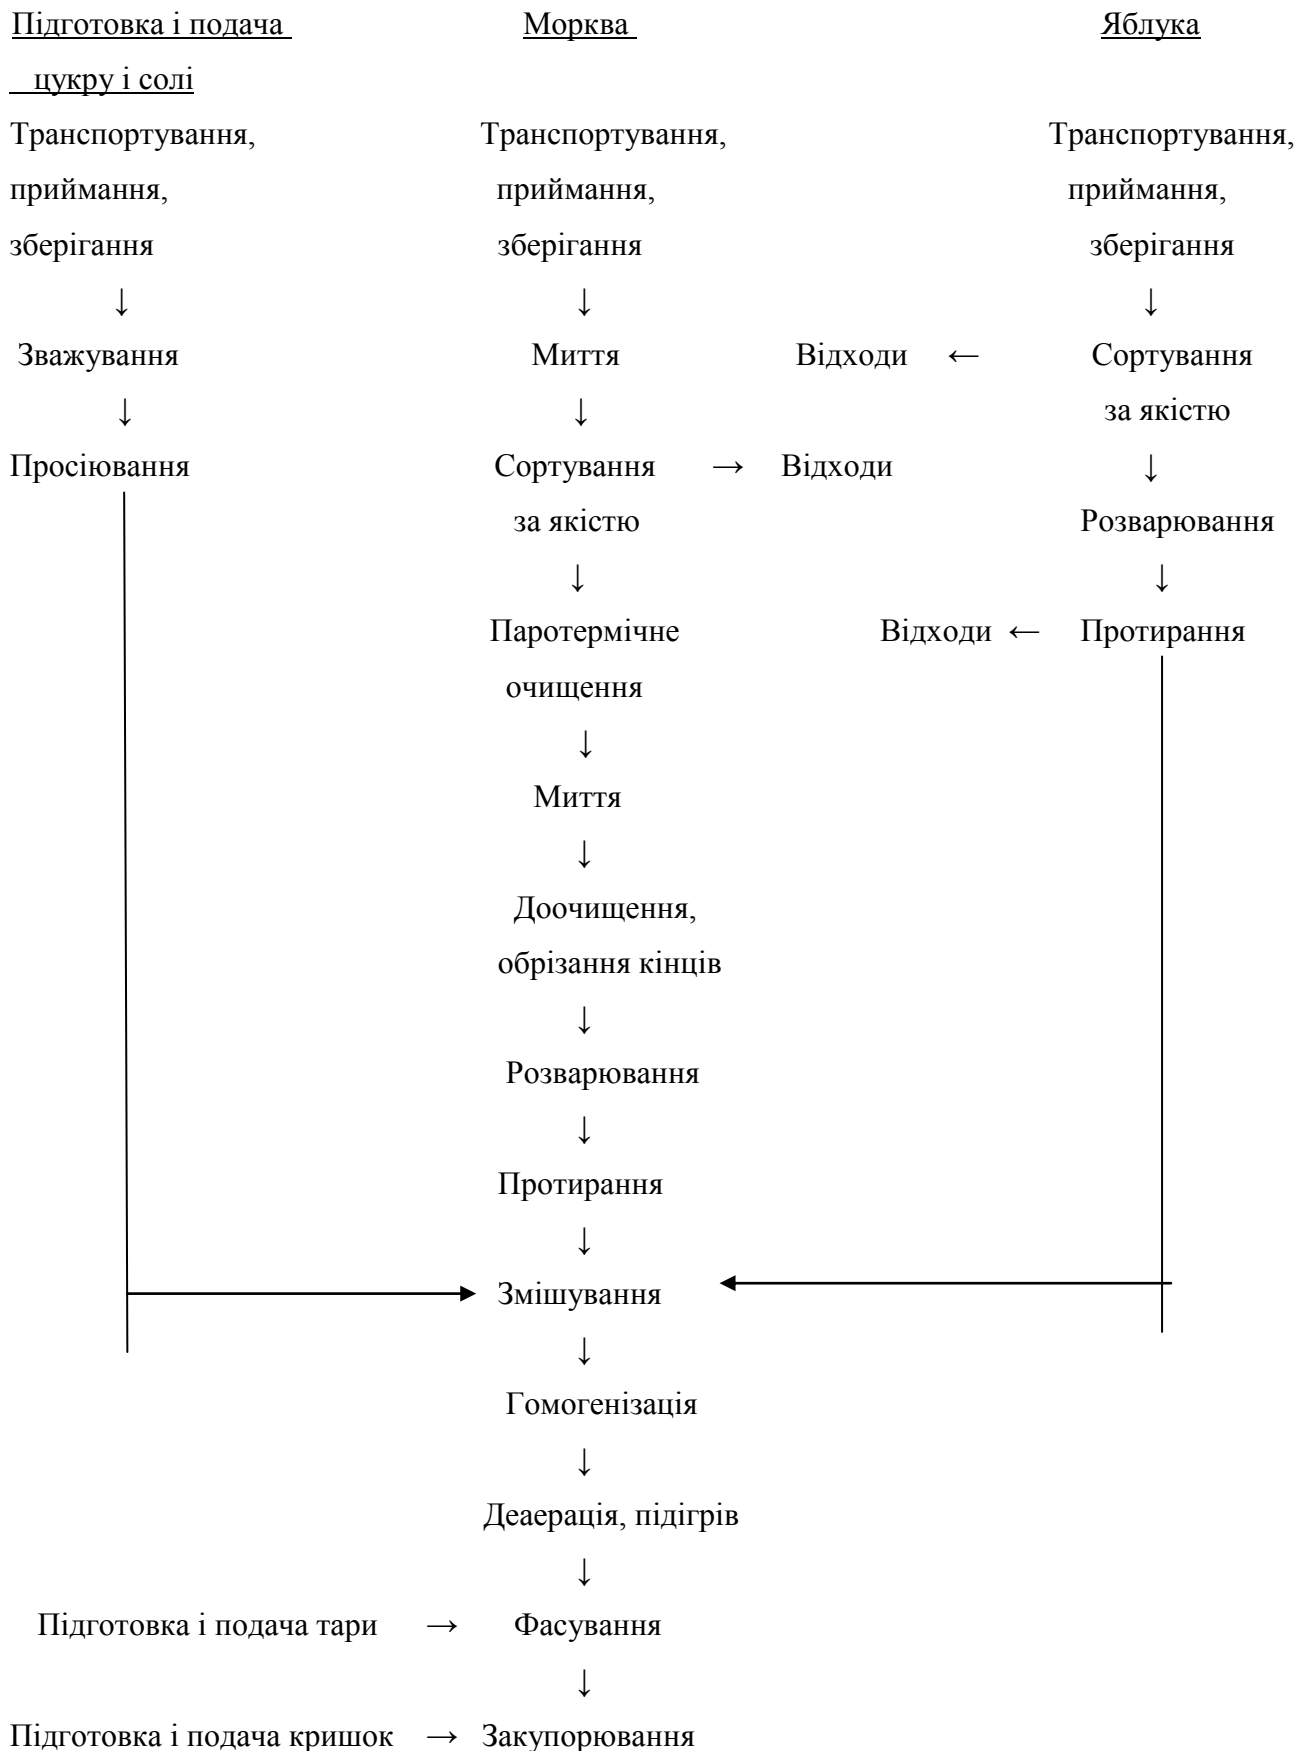 Підготовка і подача Морква Яблука
цукру і солі
Транспортування, Транспортування, Транспортування,
приймання, приймання, приймання,
зберігання зберігання зберігання
↓ ↓ ↓
Зважування Миття Відходи ← Сортування
↓ ↓ за якістю
Просіювання Сортування → Відходи ↓
за якістю Розварювання
↓ ↓
Паротермічне Відходи ← Протирання
очищення
↓
Миття
↓
Доочищення,
обрізання кінців
↓
Розварювання
↓
Протирання
↓
Змішування
↓
Гомогенізація
↓
Деаерація, підігрів
↓
Підготовка і подача тари → Фасування
↓
Підготовка і подача кришок → Закупорювання